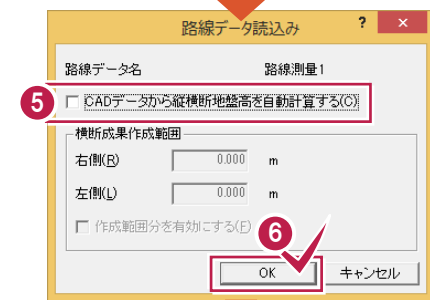 路線データ読込み ? ×
路線データ名 路線測量1
5 CADデータから縦横断地盤高を自動計算する(C)
横断成果作成範囲
右側(R) 0.000 m
左側(L) 0.000 m
作成範囲分を有効にする(E)
6
OK キャンセル